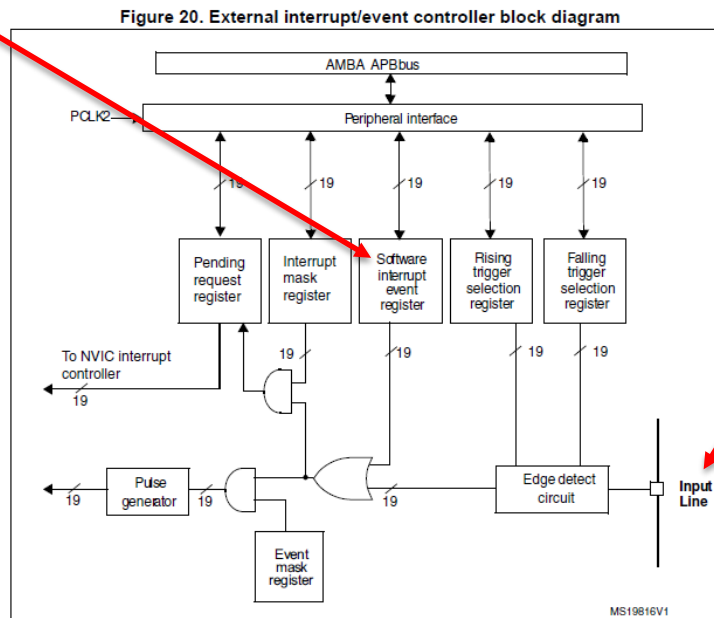 Figure 20. External interrupt/event controller block diagram
AMBA APB bus
PCLK2
Peripheral interface
19
19
19
19
19
Pending
request
register
Interrupt
mask
register
Software
interrupt
event
register
Rising
trigger
selection
register
Falling
trigger
selection
register
To NVIC interrupt
controller
19
19
19
19
19
Pulse
generator
19
19
19
Edge detect
circuit
Input
Line
Event
mask
register
MS19816V1